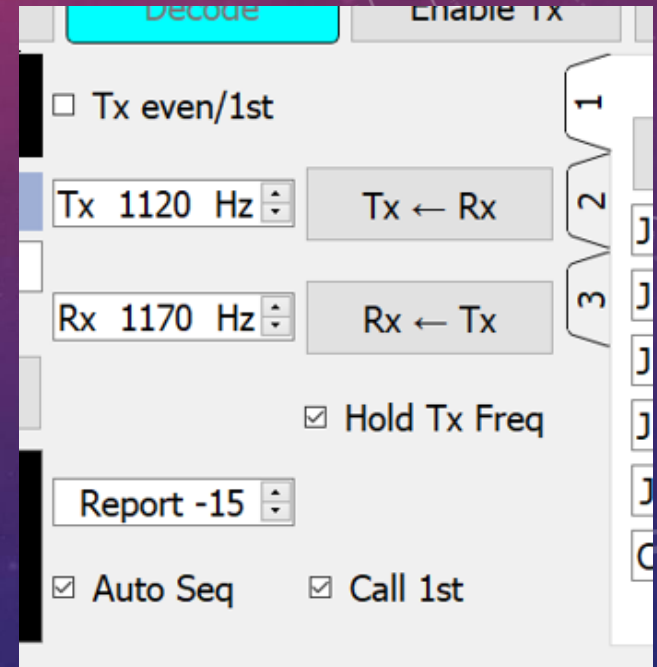 Decode Enable Tx
Tx even/1st
1
Tx 1120 Hz Tx ← Rx
2
Rx 1170 Hz Rx ← Tx
3
Hold Tx Freq
Report -15
Auto Seq Call 1st
J
J
J
J
J